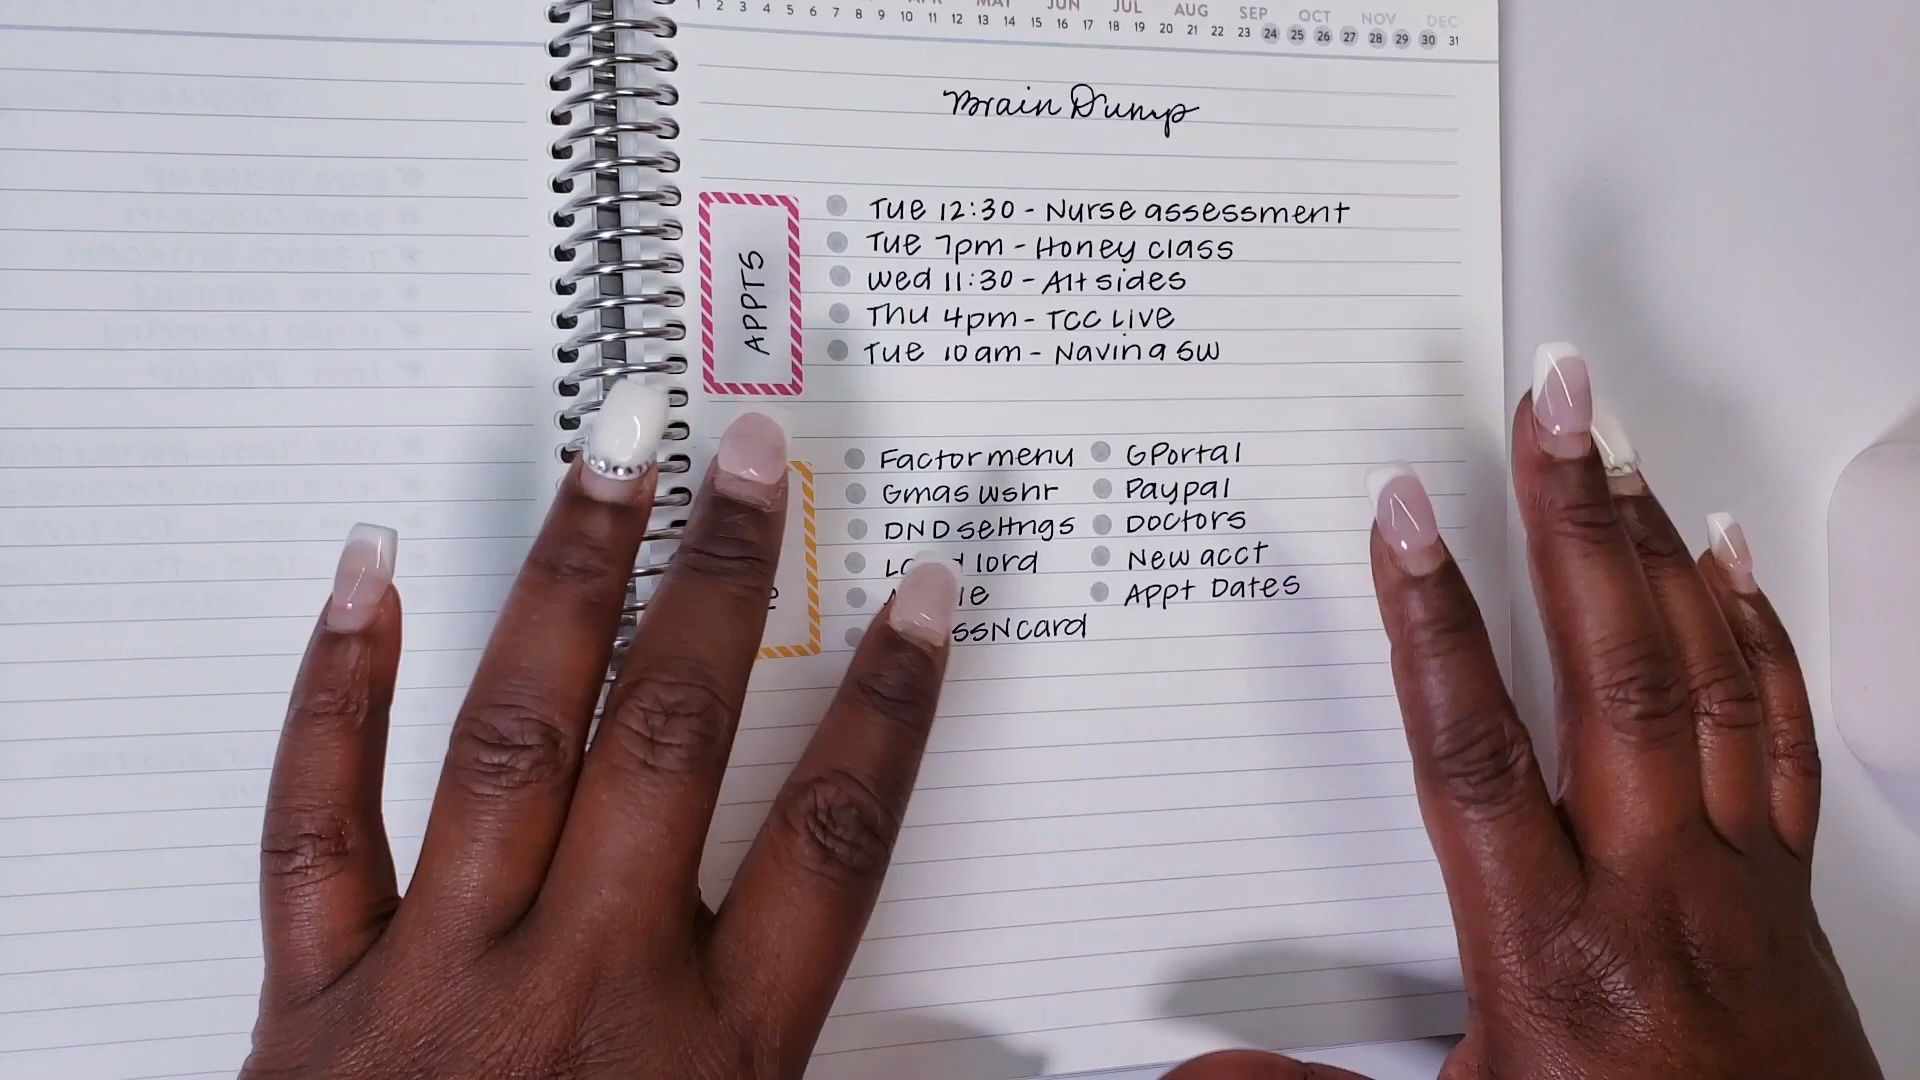 JUN JUL AUG SEP OCT NOV DEC
1 2 3 4 5 6 7 8 9 10 11 12 13 14 15 16 17 18 19 20 21 22 23 24 25 26 27 28 29 30 31
Brain Dump
APPTS
Tue 12:30 - Nurse assessment
Tue 7pm - Honey class
Wed 11:30 - Alt sides
Thu 4pm - TCC Live
Tue 10am - Navina SW
Factor menu
Gmas wshr
DND settngs
lord
SSN card
GPortal
Paypal
Doctors
New acct
Appt Dates